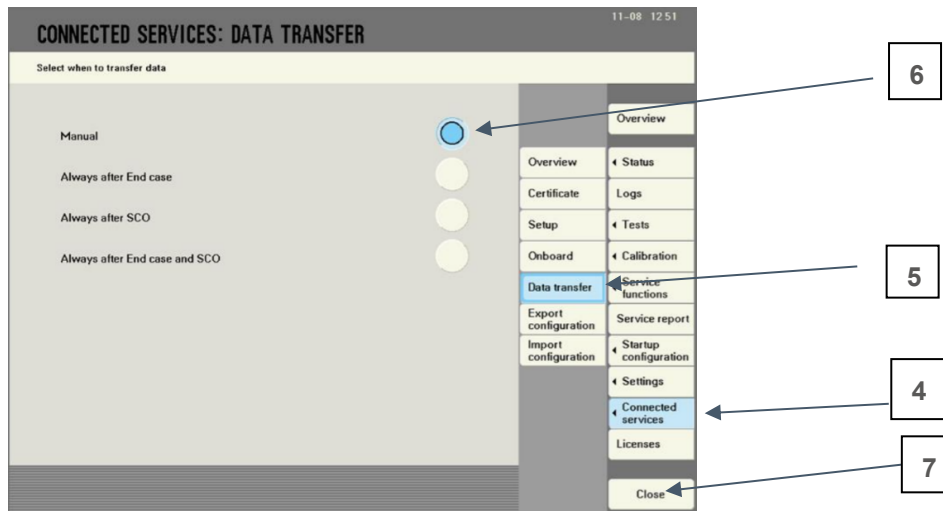 11-08 12 51
CONNECTED SERVICES: DATA TRANSFER
Select when to transfer data
Manual
Always after End case
Always after SCO
Always after End case and SCO
Overview
Certificate
Setup
Onboard
Data transfer
Export
configuration
Import
configuration
Overview
Status
Logs
Tests
Calibration
Service
functions
Service report
Startup
configuration
Settings
Connected
services
Licenses
Close
6
5
4
7